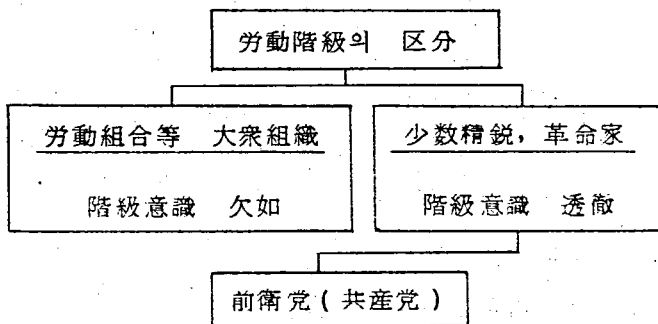 労動階級의 区分
労動組合等 大衆組織
階級意識 欠如
少数精鋭, 革命家
階級意識 透徹
前衛党 ( 共産党 )